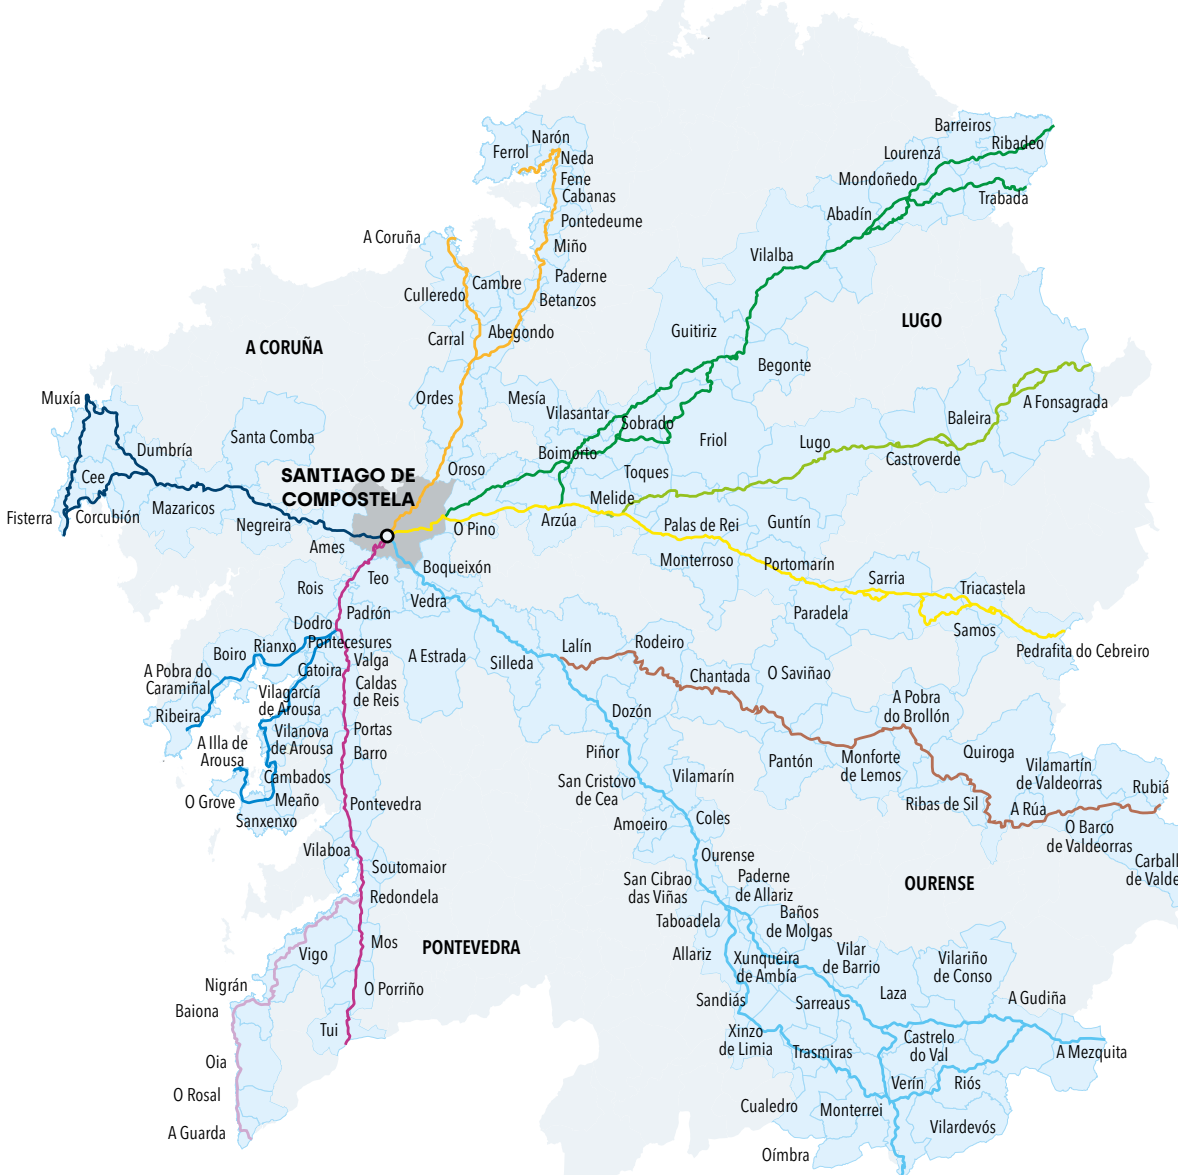 Barreiros
Narón
Ribadeo
Ferrol
Lourenzá
Neda
Fene
Mondoñedo
Cabanas
Trabada
Abadín
Pontedeume
A Coruña
Miño
Vilalba
Paderne
Cambre
Culleredo
Betanzos
LUGO
Guitiriz
Abegondo
Carral
A CORUÑA
Begonte
Muxía
Ordes
Mesía
A Fonsagrada
Vilasantar
Baleira
Sobrado
Santa Comba
Friol
Lugo
Dumbría
Boimorto
Castroverde
Oroso
Toques
Cee
SANTIAGO DE
COMPOSTELA
Melide
Mazaricos
Fisterra
Corcubión
Negreira
O Pino
Arzúa
Palas de Rei
Guntín
Ames
Monterroso
Portomarín
Boqueixón
Teo
Sarria
Triacastela
Rois
Vedra
Padrón
Paradela
Dodro
Samos
Rianxo
Pontecesures
Boiro
Valga
A Estrada
Silleda
Lalín
Rodeiro
Pedrafita do Cebreiro
A Pobra do
Caramiñal
Catoira
Caldas
de Reis
Chantada
O Saviñao
Vilagarcía
de Arousa
A Pobra
do Brollón
Ribeira
Dozón
Vilanova
de Arousa
Portas
A Illa de
Arousa
Barro
Piñor
Pantón
Monforte
de Lemos
Quiroga
Vilamartín
de Valdeorras
Cambados
San Cristovo
de Cea
Vilamarín
Rubiá
O Grove
Meaño
Pontevedra
Ribas de Sil
A Rúa
Sanxenxo
Amoeiro
Coles
O Barco
de Valdeorras
Vilaboa
Ourense
Carball
de Valde
Soutomaior
San Cibrao
das Viñas
Paderne
de Allariz
OURENSE
Redondela
Taboadela
Baños
de Molgas
Mos
PONTEVEDRA
Vigo
Allariz
Xunqueira
de Ambía
Vilar
de Barrio
Vilariño
de Conso
Nigrán
O Porriño
Laza
Baiona
Sandiás
Sarreaus
A Gudiña
Tui
Xinzo
de Limia
Castrelo
do Val
Trasmiras
A Mezquita
Oia
Verín
Riós
O Rosal
Cualedro
Monterrei
A Guarda
Vilardevós
Oímbra